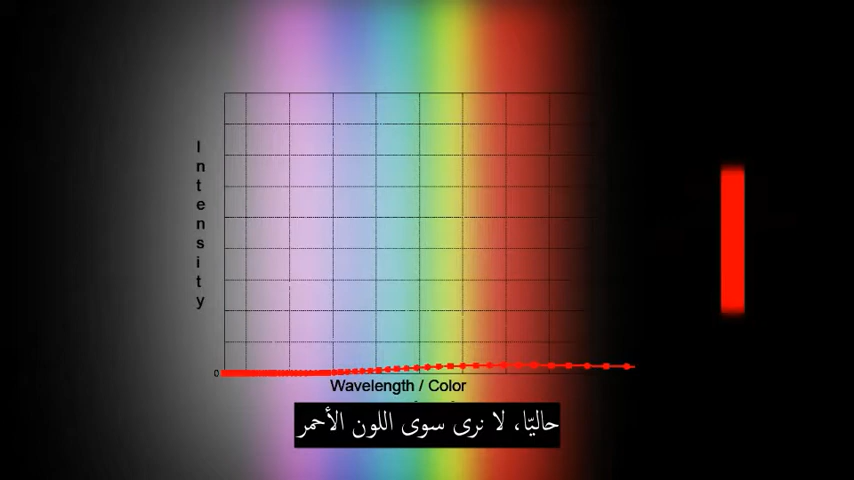 Intensity
0
Wavelength / Color
حاليّا، لا نرى سوى اللون الأحمر